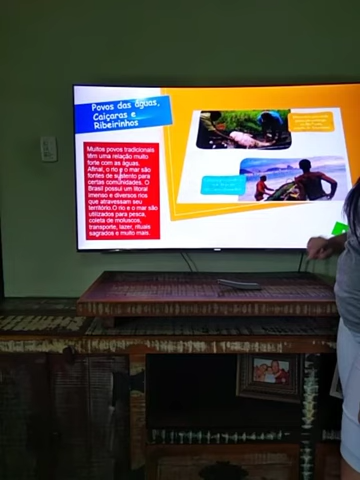 Povos das águas,
Caiçaras e
Ribeirinhos
Muitos povos tradicionais
têm uma relação muito
forte com as águas.
Afinal, o rio e o mar são
fontes de sustento para
certas comunidades. O
Brasil possui um litoral
imenso e diversos rios
que atravessam seu
território.O rio e o mar são
utilizados para pesca,
coleta de moluscos,
transporte, lazer, rituais
sagrados e muito mais.